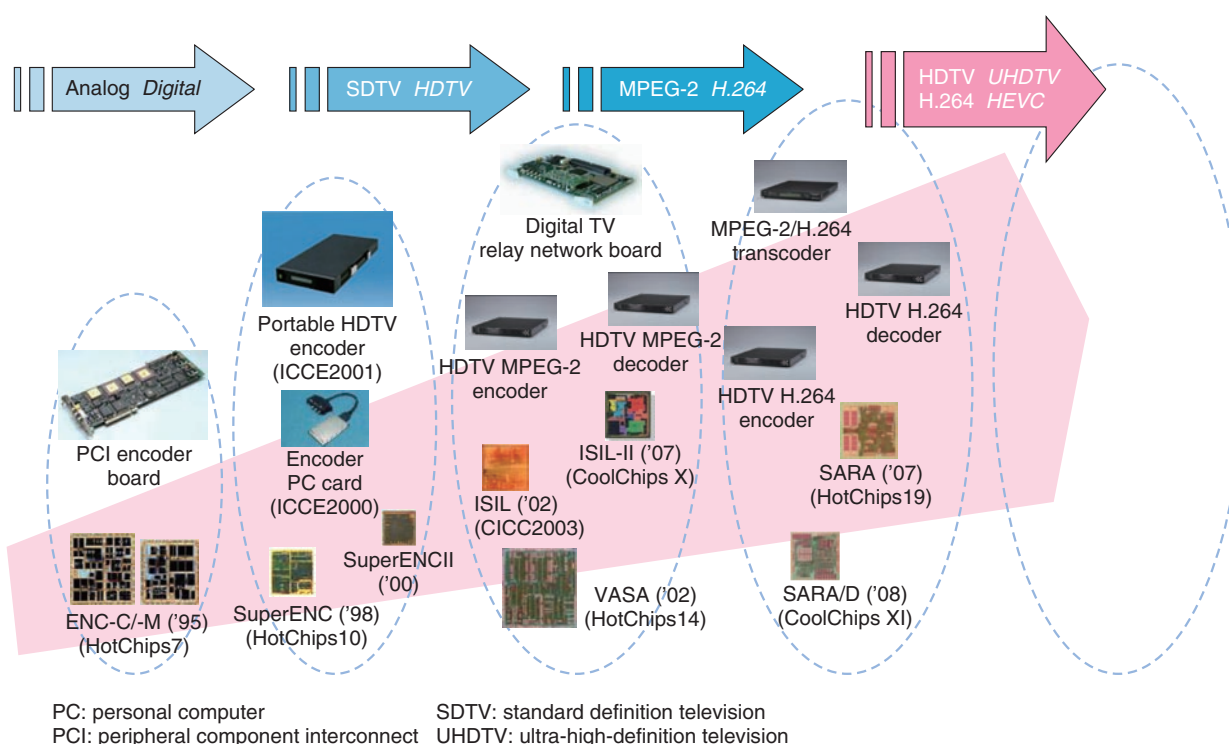 Analog Digital
SDTV HDTV
MPEG-2 H.264
HDTV UHDTV
H.264 HEVC
PCI encoder
board
ENC-C/-M (’95)
(HotChips7)
Portable HDTV
encoder
(ICCE2001)
Encoder
PC card
(ICCE2000)
SuperENCII
(’00)
SuperENC (’98)
(HotChips10)
Digital TV
relay network board
HDTV MPEG-2
encoder
HDTV MPEG-2
decoder
ISIL-II (’07)
(CoolChips X)
ISIL (’02)
(CICC2003)
VASA (’02)
(HotChips14)
MPEG-2/H.264
transcoder
HDTV H.264
decoder
HDTV H.264
encoder
SARA (’07)
(HotChips19)
SARA/D (’08)
(CoolChips XI)
PC: personal computer
PCI: peripheral component interconnect
SDTV: standard definition television
UHDTV: ultra-high-definition television